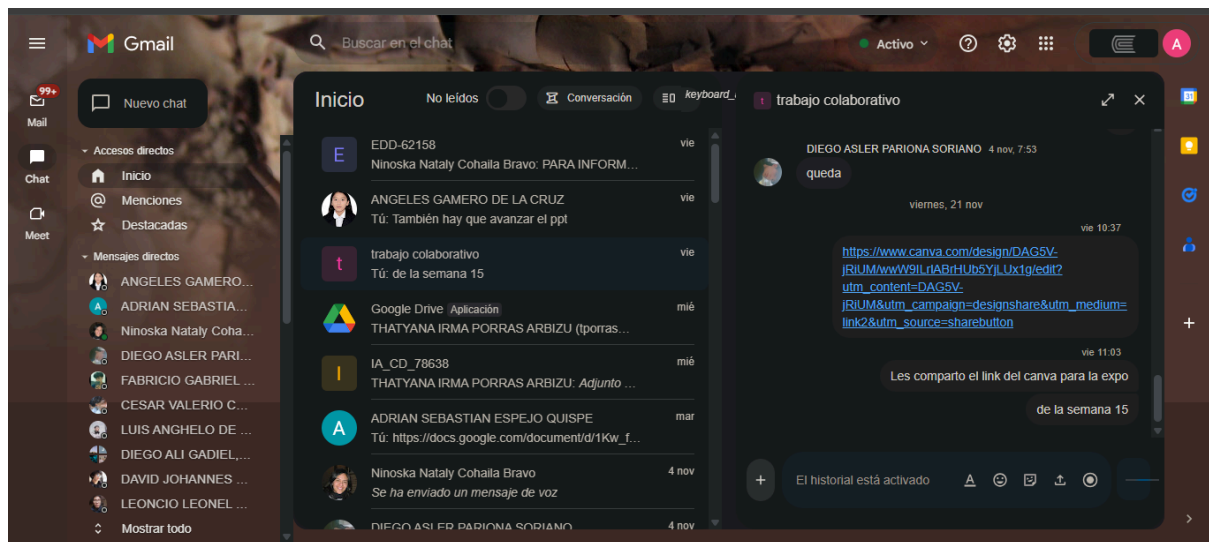 Gmail
Buscar en el chat
Activo
A
99+
Mail
Chat
Meet
Nuevo chat
Accesos directos
Inicio
Menciones
Destacadas
Mensajes directos
ANGELES GAMERO...
ADRIAN SEBASTIA...
Ninoska Nataly Coha...
DIEGO ASLER PARI...
FABRICIO GABRIEL ...
CESAR VALERIO C...
LUIS ANGHELO DE ...
DIEGO ALI GADIEL,...
DAVID JOHANNES ...
LEONCIO LEONEL ...
Mostrar todo
Inicio
No leídos
Conversación
keyboard_
E
EDD-62158
vie
Ninoska Nataly Cohaila Bravo: PARA INFORM...
ANGELES GAMERO DE LA CRUZ
vie
Tú: También hay que avanzar el ppt
t
trabajo colaborativo
vie
Tú: de la semana 15
Google Drive Aplicación
mié
THATYANA IRMA PORRAS ARBIZU (tporras...
I
IA_CD_78638
mié
THATYANA IRMA PORRAS ARBIZU: Adjunto ...
A
ADRIAN SEBASTIAN ESPEJO QUISPE
mar
Tú: https://docs.google.com/document/d/1Kw_f...
Ninoska Nataly Cohaila Bravo
4 nov
Se ha enviado un mensaje de voz
DIEGO ASLER PARIONA SORIANO
4 nov
t
trabajo colaborativo
DIEGO ASLER PARIONA SORIANO 4 nov, 7:53
queda
viernes, 21 nov
vie 10:37
https://www.canva.com/design/DAG5V-
jRiUM/wwW9ILrIABrHUb5YjLUx1g/edit?
utm_content=DAG5V-
jRiUM&utm_campaign=designshare&utm_medium=
link2&utm_source=sharebutton
vie 11:03
Les comparto el link del canva para la expo
de la semana 15
El historial está activado
31